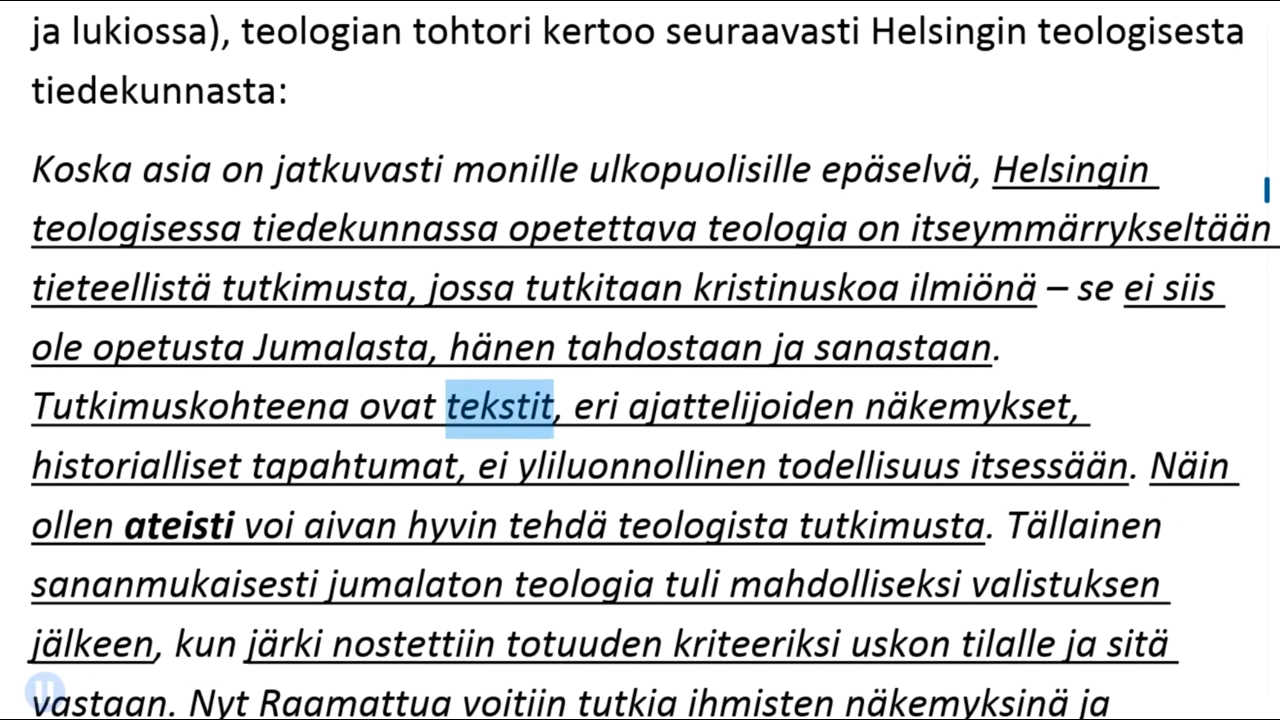 ja lukiossa), teologian tohtori kertoo seuraavasti Helsingin teologisesta
tiedekunnasta:
Koska asia on jatkuvasti monille ulkopuolisille epäselvä, Helsingin
teologisessa tiedekunnassa opetettava teologia on itseymmärrykseltään
tieteellistä tutkimusta, jossa tutkitaan kristinuskoa ilmiönä – se ei siis
ole opetusta Jumalasta, hänen tahdostaan ja sanastaan.
Tutkimuskohteena ovat tekstit, eri ajattelijoiden näkemykset,
historialliset tapahtumat, ei yliluonnollinen todellisuus itsessään. Näin
ollen ateisti voi aivan hyvin tehdä teologista tutkimusta. Tällainen
sananmukaisesti jumalaton teologia tuli mahdolliseksi valistuksen
jälkeen, kun järki nostettiin totuuden kriteeriksi uskon tilalle ja sitä
vastaan. Nyt Raamattua voitiin tutkia ihmisten näkemyksinä ja